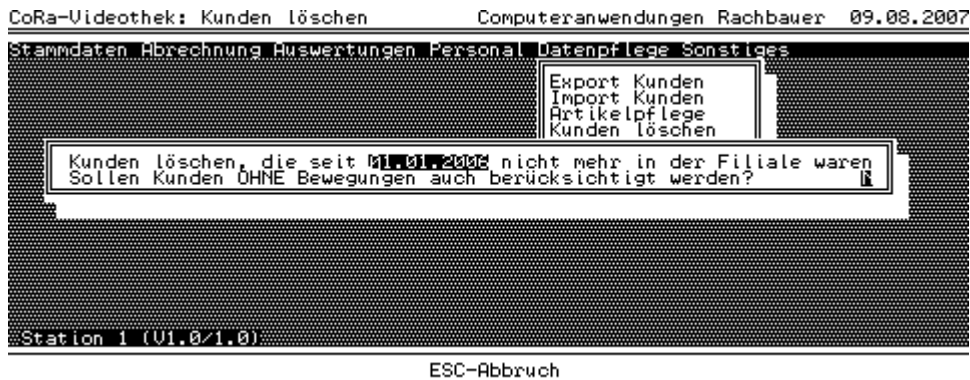 CoRa-Videothek: Kunden löschen Computeranwendungen Rachbauer 09.08.2007
Stammdaten Abrechnung Auswertungen Personal Datenpflege Sonstiges
Export Kunden
Import Kunden
Artikelpflege
Kunden löschen
Kunden löschen, die seit 01.01.2006 nicht mehr in der Filiale waren
Sollen Kunden OHNE Bewegungen auch berücksichtigt werden?
Station 1 (V1.0/1.0)
ESC-Abbruch